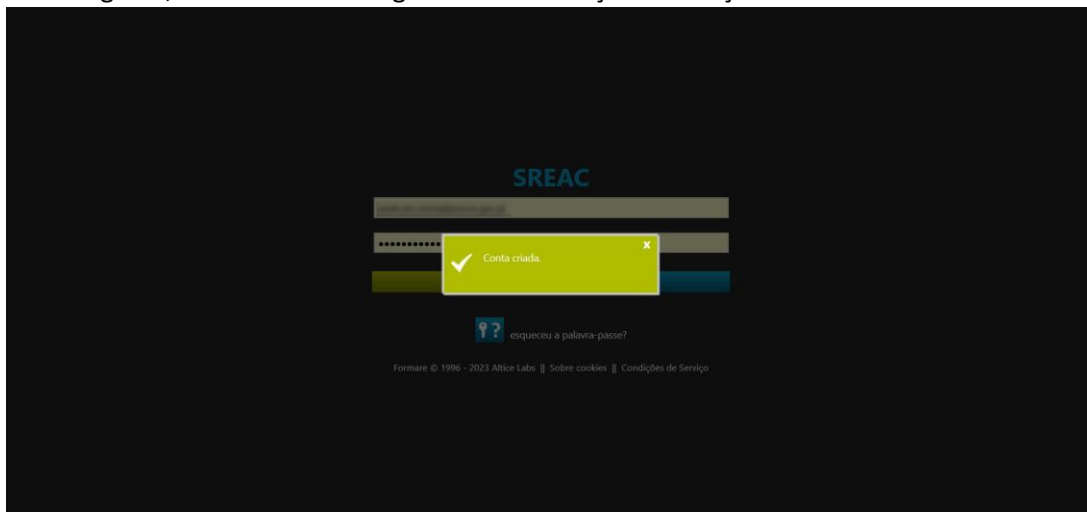 SREAC
Conta criada.
X
esqueceu a palavra-passe?
Formare © 1996 - 2023 Altice Labs || Sobre cookies || Condições de Serviço